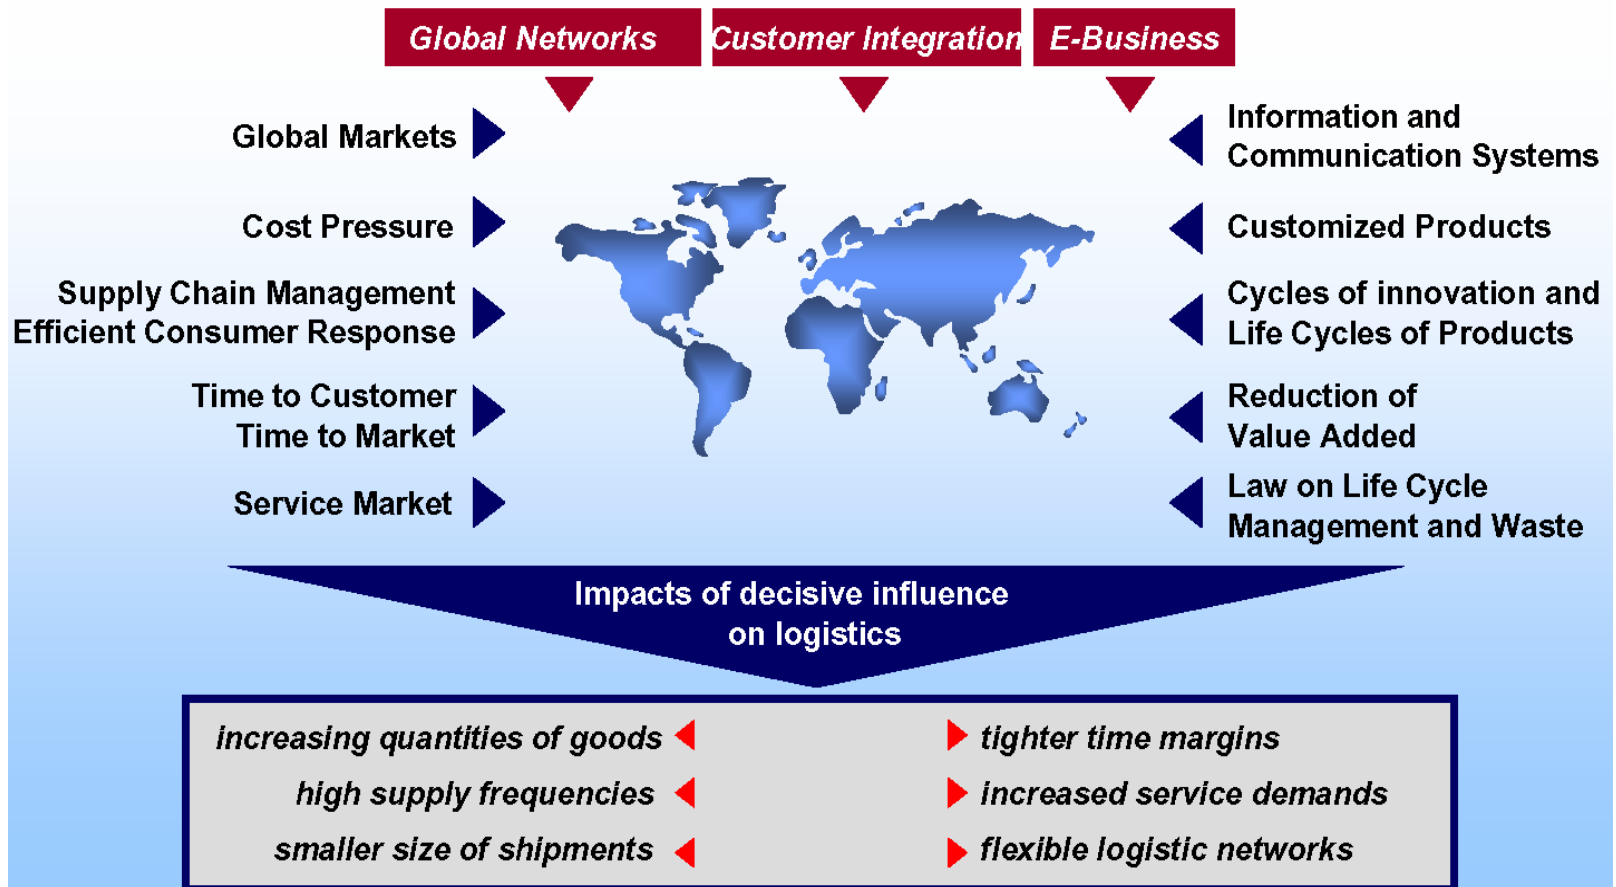 Global Networks
Customer Integration
E-Business
Global Markets
Cost Pressure
Supply Chain Management
Efficient Consumer Response
Time to Customer
Time to Market
Service Market
Information and
Communication Systems
Customized Products
Cycles of innovation and
Life Cycles of Products
Reduction of
Value Added
Law on Life Cycle
Management and Waste
Impacts of decisive influence
on logistics
increasing quantities of goods
high supply frequencies
smaller size of shipments
tighter time margins
increased service demands
flexible logistic networks